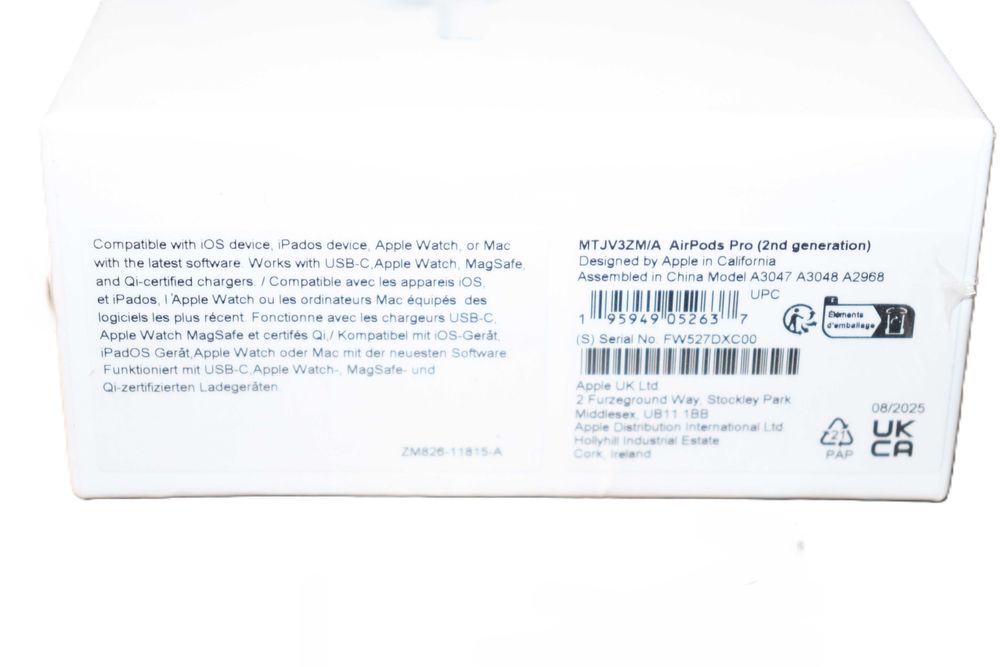 Compatible with iOS device, iPados device, Apple Watch, or Mac
with the latest software. Works with USB-C,Apple Watch, MagSafe,
and Qi-certified chargers. / Compatible avec les appareis iOS,
et iPados, l'Apple Watch ou les ordinateurs Mac équipés des
logiciels les plus récent. Fonctionne avec les chargeurs USB-C,
Apple Watch MagSafe et certifés Qi,/ Kompatibel mit iOS-Gerät,
iPadOS Gerät,Apple Watch oder Mac mit der neuesten Software
Funktioniert mit USB-C,Apple Watch-, MagSafe- und
Qi-zertifizierten Ladegeräten
ZM826-11815-A
MTJV3ZM/A AirPods Pro (2nd generation)
Designed by Apple in California
Assembled in China Model A3047 A3048 A2968
UPC
1 95949 05263 7
Éléments
d'emballage
(S) Serial No. FW527DXC00
Apple UK Ltd
2 Furzeground Way, Stockley Park
Middlesex, UB11 1BB
Apple Distribution International Ltd
Hollyhill Industrial Estate
Cork, Ireland
21
PAP
08/2025
UK
CA